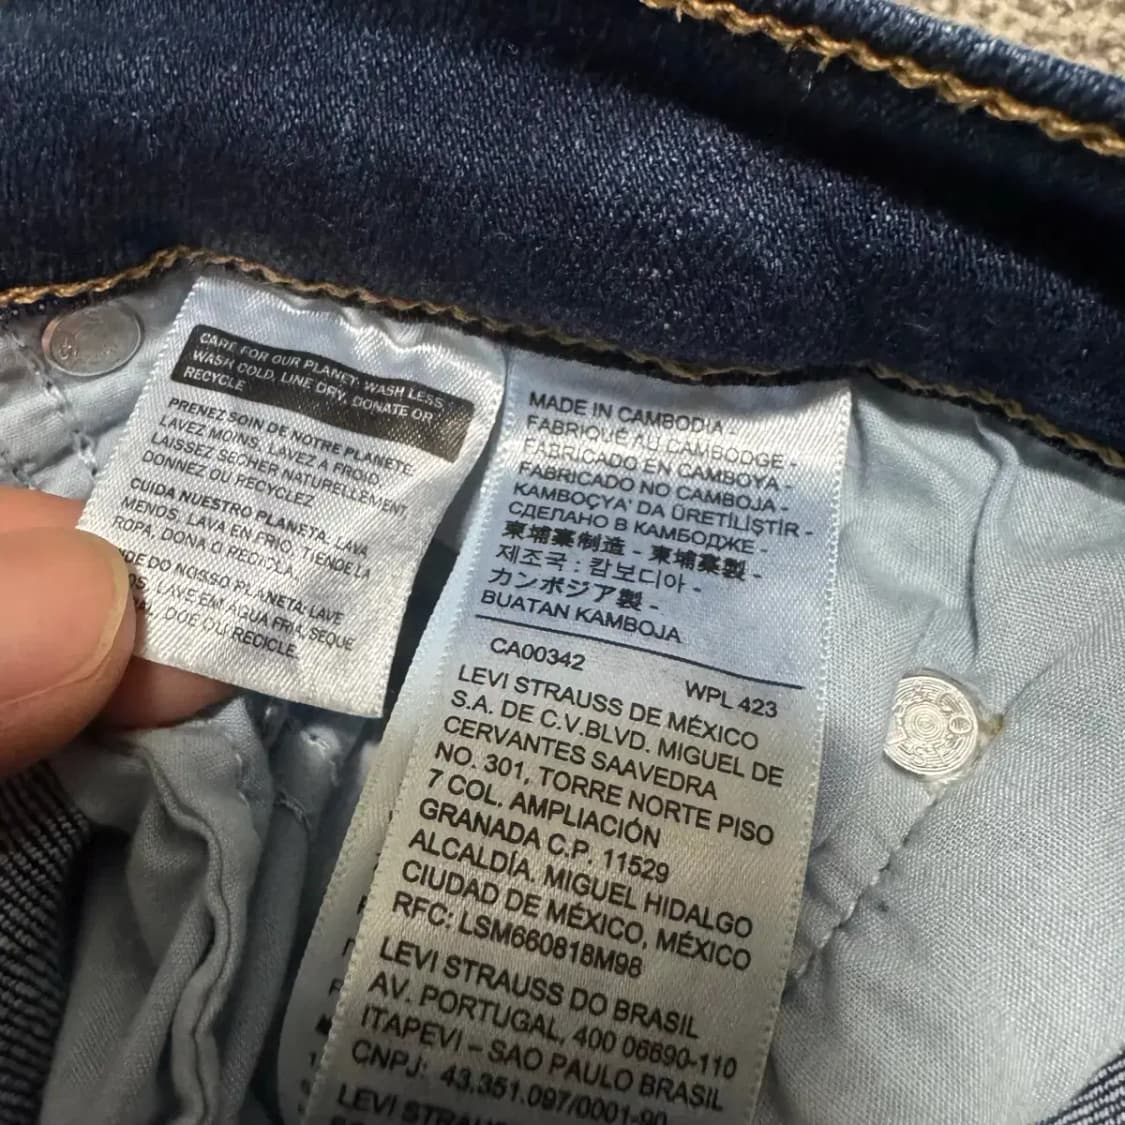 CARE FOR OUR PLANET: WASH LESS,
WASH COLD, LINE DRY, DONATE OR
RECYCLE
PRENEZ SOIN DE NOTRE PLANETE.
LAVEZ MOINS, LAVEZ A FROID,
LAISSEZ SECHER NATURELLEMENT,
DONNEZ OU RECYCLEZ
CUIDA NUESTRO PLANETA. LAVA
MENOS, LAVA EN FRIO, TIENDE LA
ROPA, DONA O RECICLA.
DO NOSSO PLANETA: LAVE
LAVE EM AGUA FRIA, SEQUE
DOE OU RECICLE.
MADE IN CAMBODIA -
FABRIQUÉ AU CAMBODGE -
FABRICADO EN CAMBOYA -
FABRICADO NO CAMBOJA -
KAMBOÇYA' DA ÜRETİLİŞTİR -
СДЕЛАНО В КАМБОДЖЕ -
柬埔寨制造 - 柬埔寨製 -
제조국 : 캄보디아 -
カンボジア製 -
BUATAN KAMBOJA
CA00342
WPL 423
LEVI STRAUSS DE MÉXICO
S.A. DE C.V.BLVD. MIGUEL DE
CERVANTES SAAVEDRA
NO. 301, TORRE NORTE PISO
7 COL. AMPLIACIÓN
GRANADA C.P. 11529
ALCALDÍA. MIGUEL HIDALGO
CIUDAD DE MÉXICO, MÉXICO
RFC: LSM660818M98
LEVI STRAUSS DO BRASIL
AV. PORTUGAL, 400 06690-110
ITAPEVI – SAO PAULO BRASIL
CNPJ: 43.351.097/0001-90
LEVI